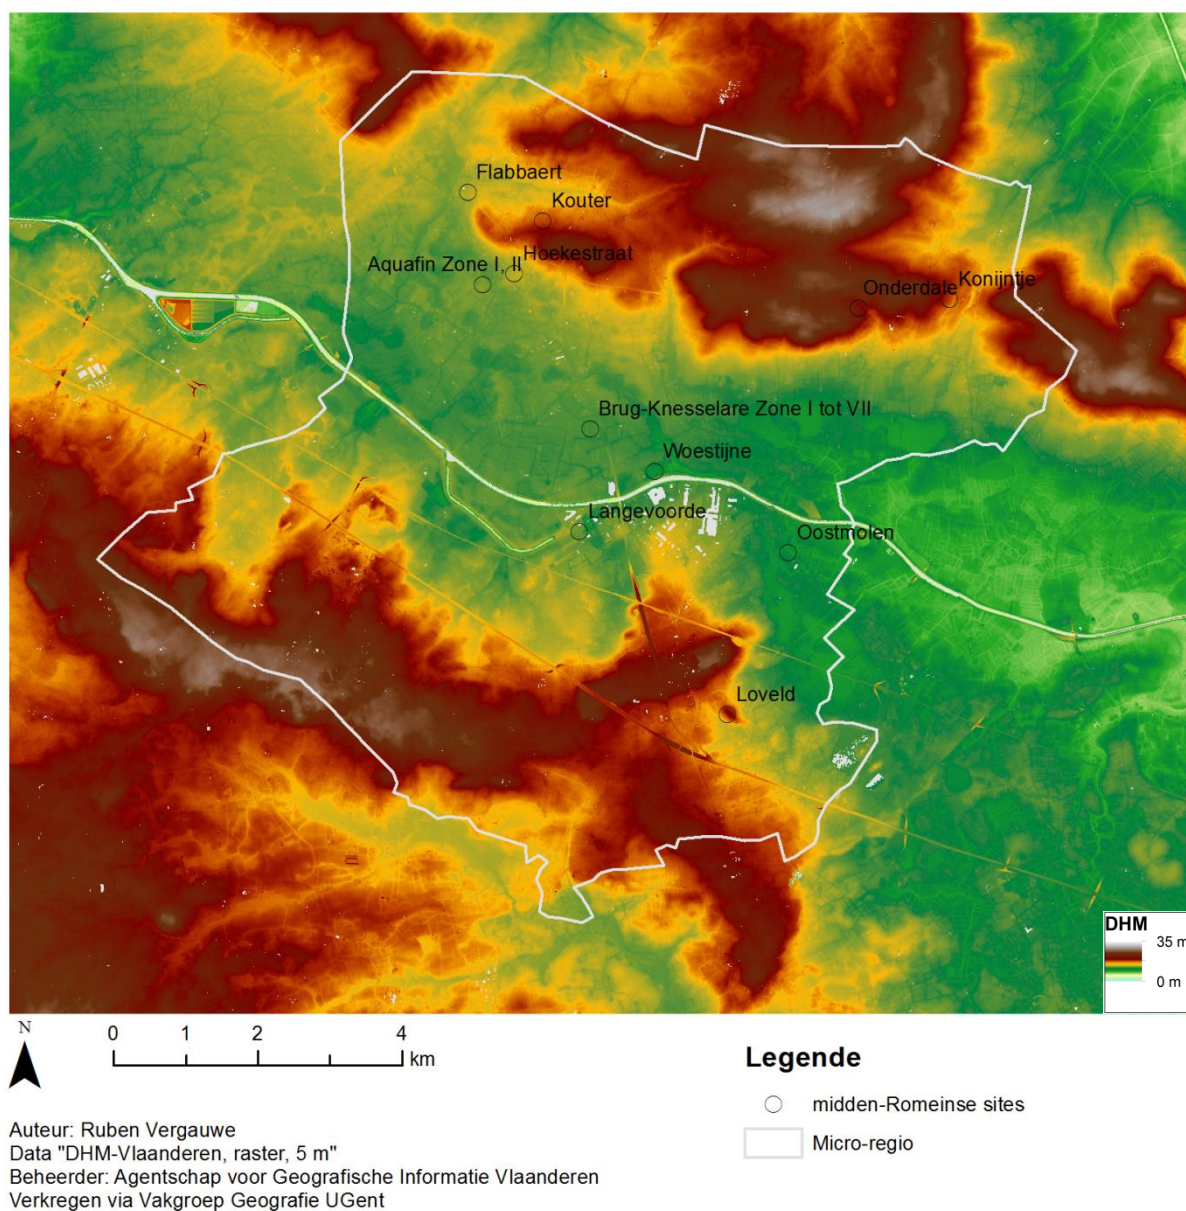 Flabbaert
Kouter
Hoekestraat
Aquafin Zone I, II
Onderdale
Konijntje
Brug-Knesselare Zone I tot VII
Woestijne
Langevoorde
Oostmolen
Loveld
DHM
35 m
0 m
N
0 1 2 4
km
Legende
midden-Romeinse sites
Micro-regio
Auteur: Ruben Vergauwe
Data "DHM-Vlaanderen, raster, 5 m"
Beheerder: Agentschap voor Geografische Informatie Vlaanderen
Verkregen via Vakgroep Geografie UGent